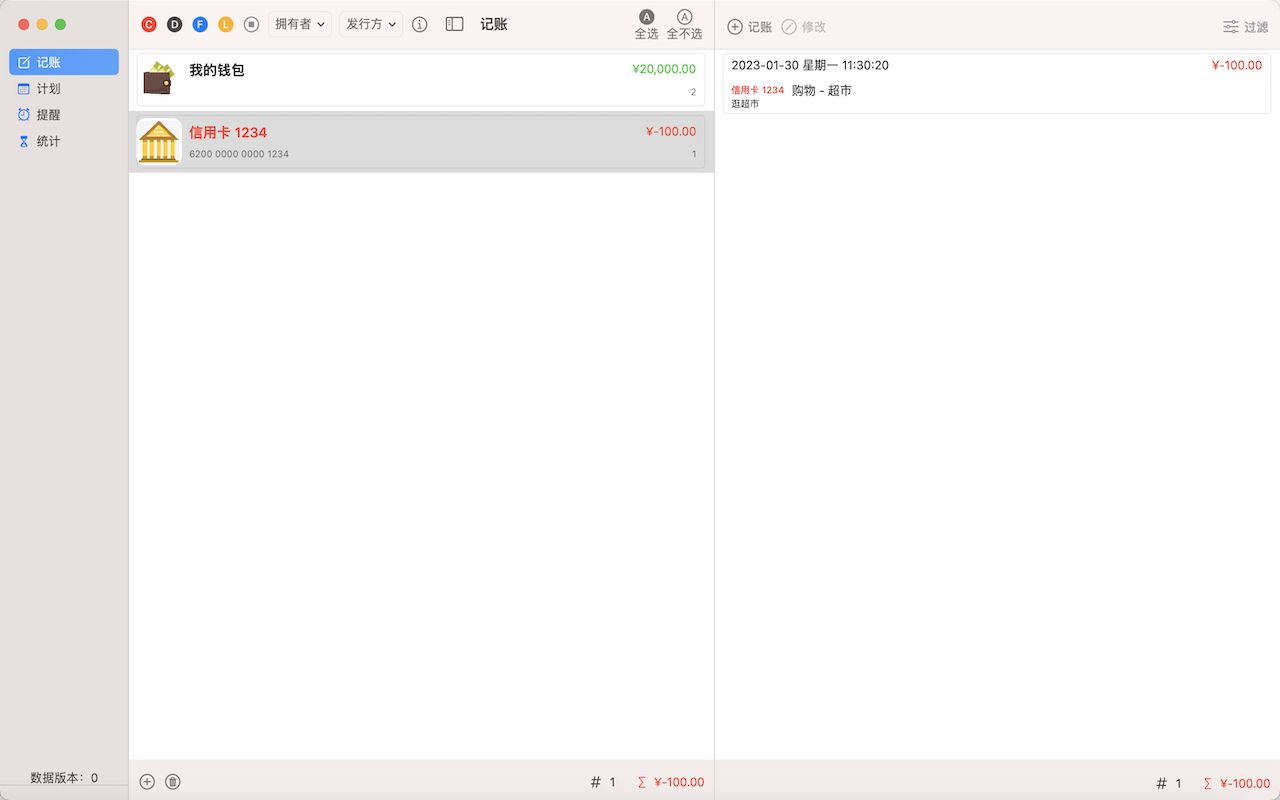 记账
计划
提醒
统计
数据版本：0
C D F L 拥有者 发行方 记账
A 全选
A 全不选
我的钱包 ¥20,000.00
2
信用卡 1234 ¥-100.00
6200 0000 0000 1234 1
# 1 ∑ ¥-100.00
记账 修改 过滤
2023-01-30 星期一 11:30:20 ¥-100.00
信用卡 1234 购物 - 超市
逛超市
# 1 ∑ ¥-100.00